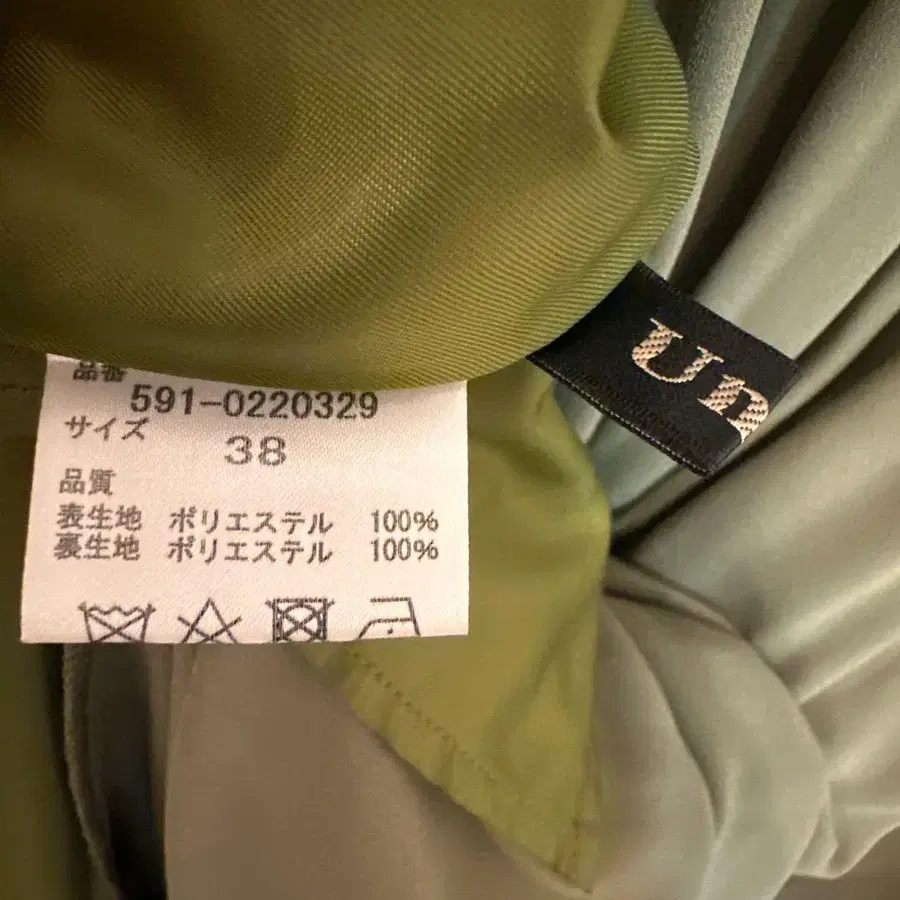 品番
591-0220329
サイズ
38
品質
表生地 ポリエステル 100%
裏生地 ポリエステル 100%
Un